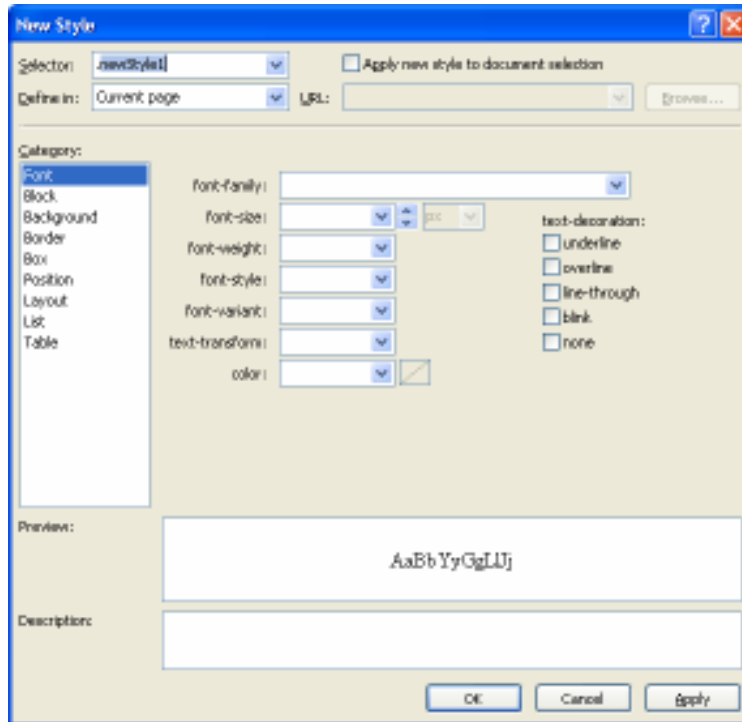 New Style
Selector: .newStyle1 Apply new style to document selection
Define in: Current page URL: Browse...
Category:
Font
Block
Background
Border
Box
Position
Layout
List
Table
font-family:
font-size: px
font-weight:
font-style:
font-variant:
text-transform:
color:
text-decoration:
underline
overline
line-through
blink
none
Preview:
AaBbYyGgLlJj
Description:
OK Cancel Apply